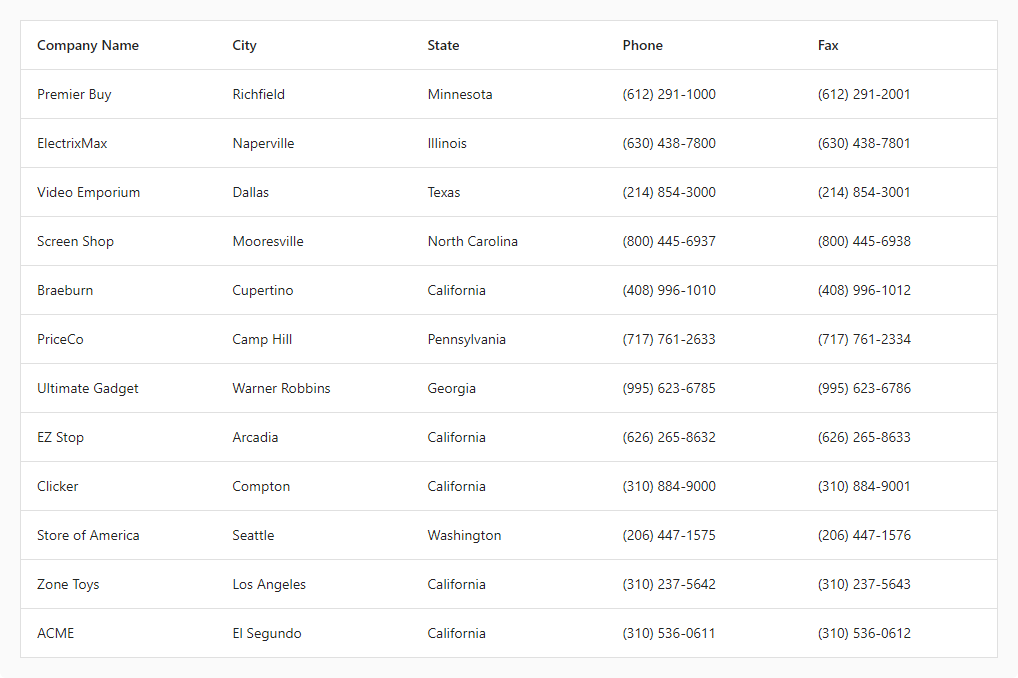 Company Name City State Phone Fax
Premier Buy Richfield Minnesota (612) 291-1000 (612) 291-2001
ElectrixMax Naperville Illinois (630) 438-7800 (630) 438-7801
Video Emporium Dallas Texas (214) 854-3000 (214) 854-3001
Screen Shop Mooresville North Carolina (800) 445-6937 (800) 445-6938
Braeburn Cupertino California (408) 996-1010 (408) 996-1012
PriceCo Camp Hill Pennsylvania (717) 761-2633 (717) 761-2334
Ultimate Gadget Warner Robbins Georgia (995) 623-6785 (995) 623-6786
EZ Stop Arcadia California (626) 265-8632 (626) 265-8633
Clicker Compton California (310) 884-9000 (310) 884-9001
Store of America Seattle Washington (206) 447-1575 (206) 447-1576
Zone Toys Los Angeles California (310) 237-5642 (310) 237-5643
ACME El Segundo California (310) 536-0611 (310) 536-0612